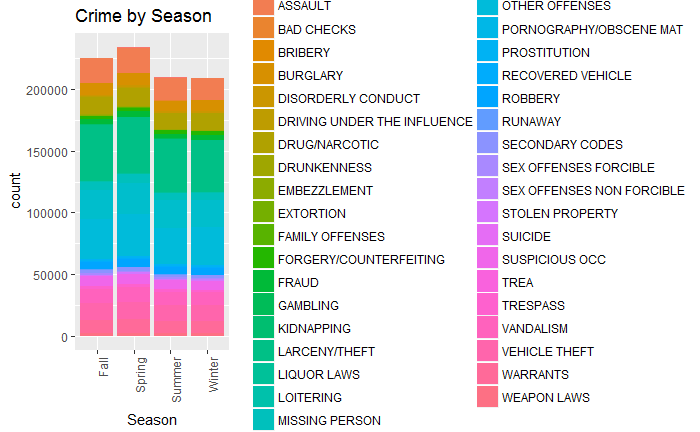 Crime by Season
count
200000
150000
100000
50000
0
Fall
Spring
Summer
Winter
Season
ASSAULT
BAD CHECKS
BRIBERY
BURGLARY
DISORDERLY CONDUCT
DRIVING UNDER THE INFLUENCE
DRUG/NARCOTIC
DRUNKENNESS
EMBEZZLEMENT
EXTORTION
FAMILY OFFENSES
FORGERY/COUNTERFEITING
FRAUD
GAMBLING
KIDNAPPING
LARCENY/THEFT
LIQUOR LAWS
LOITERING
MISSING PERSON
OTHER OFFENSES
PORNOGRAPHY/OBSCENE MAT
PROSTITUTION
RECOVERED VEHICLE
ROBBERY
RUNAWAY
SECONDARY CODES
SEX OFFENSES FORCIBLE
SEX OFFENSES NON FORCIBLE
STOLEN PROPERTY
SUICIDE
SUSPICIOUS OCC
TREA
TRESPASS
VANDALISM
VEHICLE THEFT
WARRANTS
WEAPON LAWS